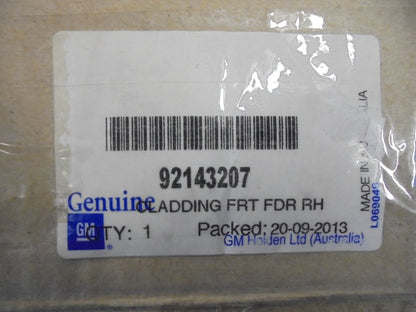 92143207
Genuine
CLADDING FRT FDR RH
GM
QTY: 1 Packed: 20-09-2013
GM Holden Ltd (Australia)
MADE IN AUSTRALIA
L069049